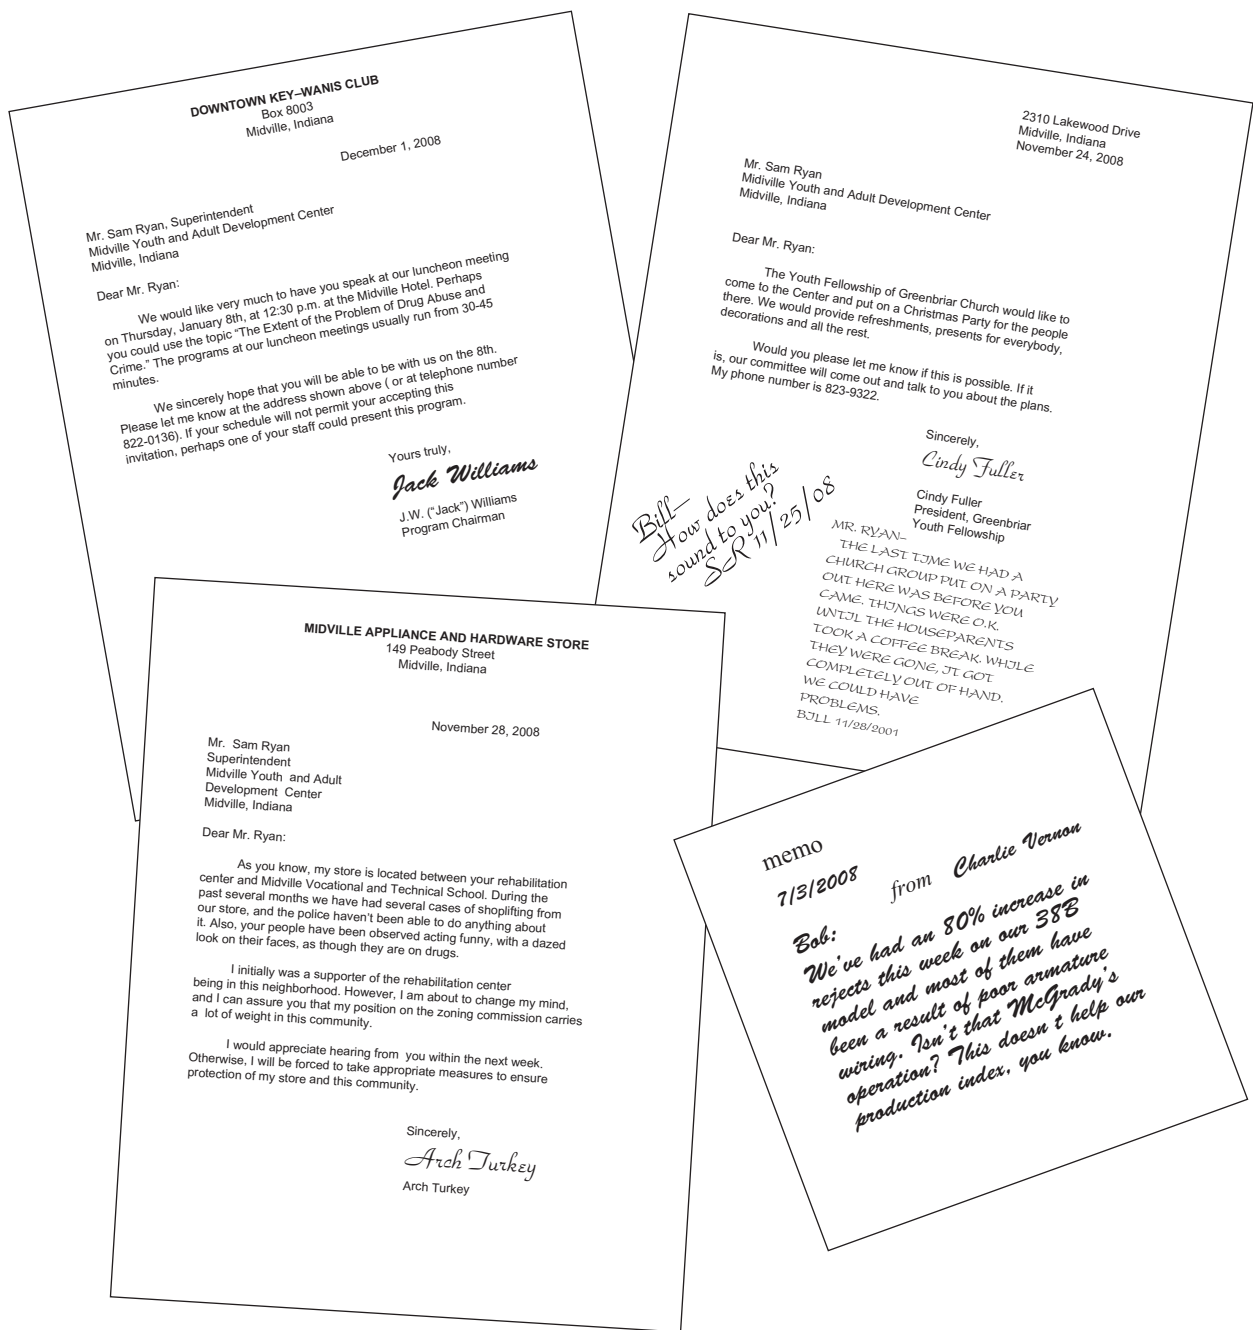 DOWNTOWN KEY–WANIS CLUB
Box 8003
Midville, Indiana
December 1, 2008
Mr. Sam Ryan, Superintendent
Midville Youth and Adult Development Center
Midville, Indiana
Dear Mr. Ryan:
We would like very much to have you speak at our luncheon meeting
on Thursday, January 8th, at 12:30 p.m. at the Midville Hotel. Perhaps
you could use the topic “The Extent of the Problem of Drug Abuse and
Crime.” The programs at our luncheon meetings usually run from 30-45
minutes.
We sincerely hope that you will be able to be with us on the 8th.
Please let me know at the address shown above ( or at telephone number
822-0136). If your schedule will not permit your accepting this
invitation, perhaps one of your staff could present this program.
Yours truly,
Jack Williams
J.W. (“Jack”) Williams
Program Chairman
2310 Lakewood Drive
Midville, Indiana
November 24, 2008
Mr. Sam Ryan
Midiville Youth and Adult Development Center
Midville, Indiana
Dear Mr. Ryan:
The Youth Fellowship of Greenbriar Church would like to
come to the Center and put on a Christmas Party for the people
there. We would provide refreshments, presents for everybody,
decorations and all the rest.
Would you please let me know if this is possible. If it
is, our committee will come out and talk to you about the plans.
My phone number is 823-9322.
Sincerely,
Cindy Fuller
Cindy Fuller
President, Greenbriar
Youth Fellowship
Bill—
How does this
sound to you?
SR 11/25/08
MR. RYAN–
THE LAST TIME WE HAD A
CHURCH GROUP PUT ON A PARTY
OUT HERE WAS BEFORE YOU
CAME. THINGS WERE O.K.
UNTIL THE HOUSEPARENTS
TOOK A COFFEE BREAK. WHILE
THEY WERE GONE, IT GOT
COMPLETELY OUT OF HAND.
WE COULD HAVE
PROBLEMS.
BILL 11/28/2001
MIDVILLE APPLIANCE AND HARDWARE STORE
149 Peabody Street
Midville, Indiana
November 28, 2008
Mr. Sam Ryan
Superintendent
Midville Youth and Adult
Development Center
Midville, Indiana
Dear Mr. Ryan:
As you know, my store is located between your rehabilitation
center and Midville Vocational and Technical School. During the
past several months we have had several cases of shoplifting from
our store, and the police haven’t been able to do anything about
it. Also, your people have been observed acting funny, with a dazed
look on their faces, as though they are on drugs.
I initially was a supporter of the rehabilitation center
being in this neighborhood. However, I am about to change my mind,
and I can assure you that my position on the zoning commission carries
a lot of weight in this community.
I would appreciate hearing from you within the next week.
Otherwise, I will be forced to take appropriate measures to ensure
protection of my store and this community.
Sincerely,
Arch Turkey
Arch Turkey
memo
7/3/2008 from Charlie Vernon
Bob:
We’ve had an 80% increase in
rejects this week on our 38B
model and most of them have
been a result of poor armature
wiring. Isn’t that McGrady’s
operation? This doesn t help our
production index, you know.